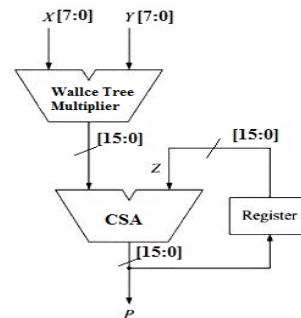 X[7:0] Y[7:0]
Wallce Tree
Multiplier
[15:0] [15:0]
Z
CSA Register
[15:0]
P